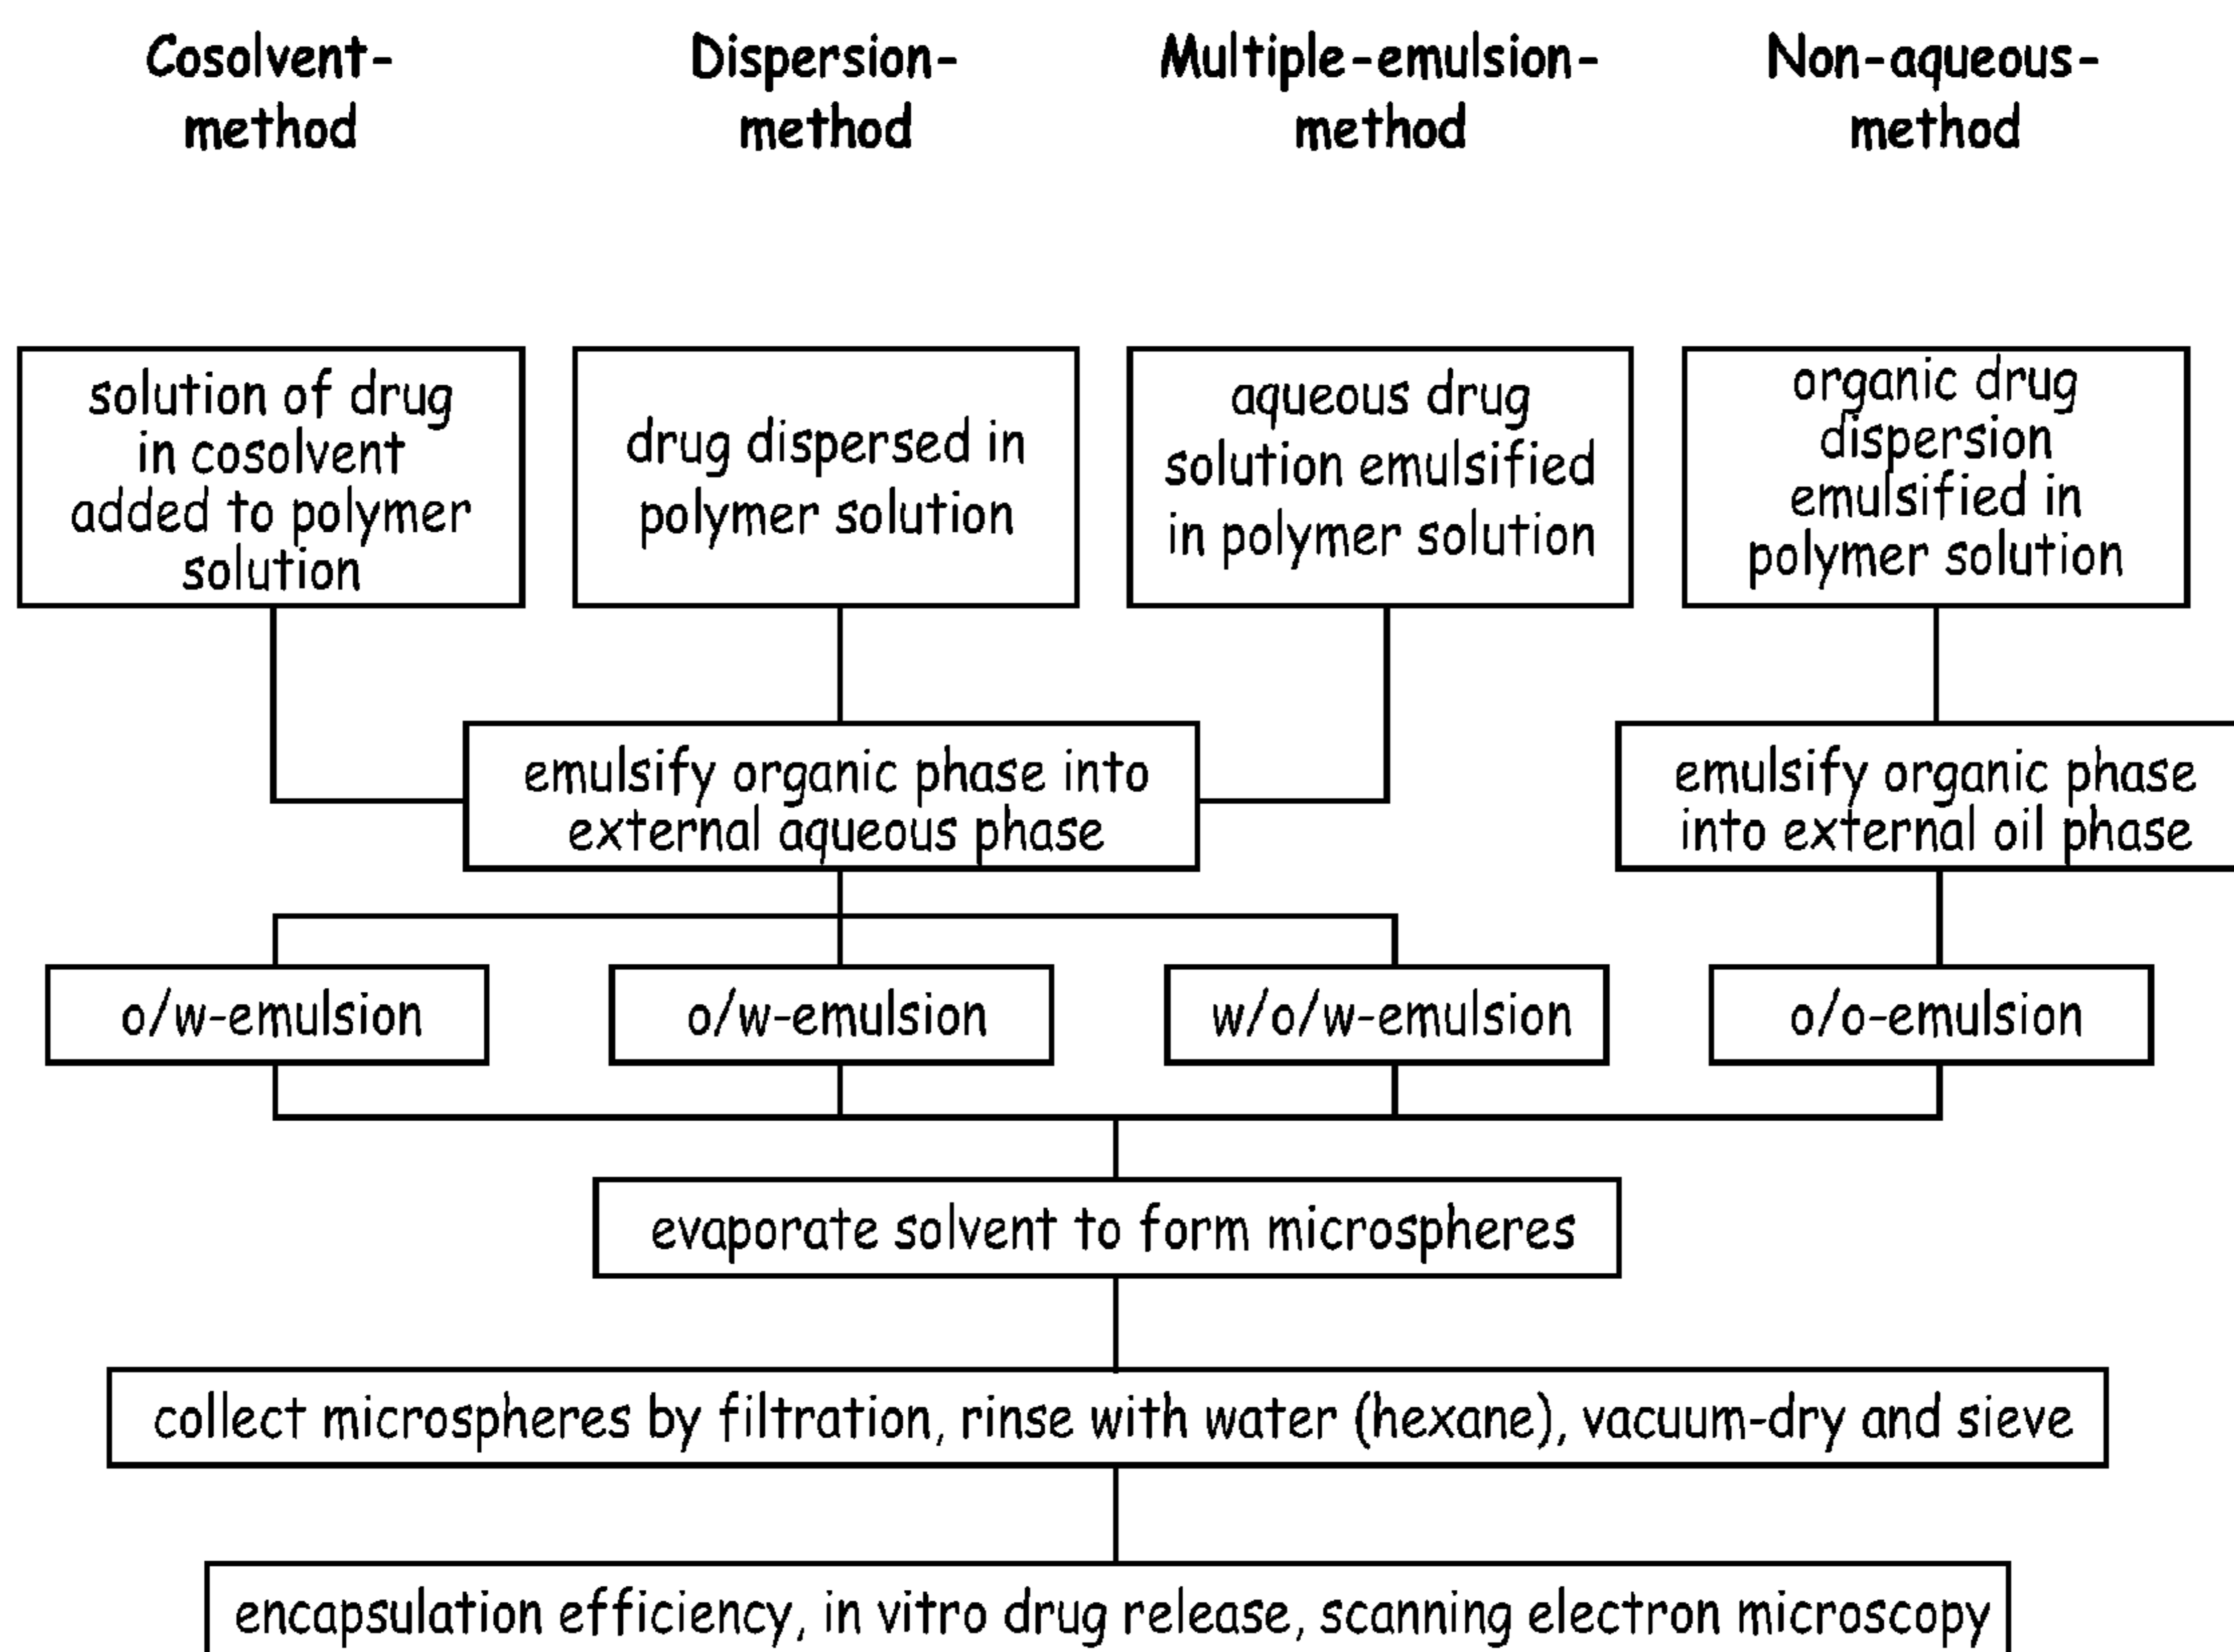 Cosolvent-
method
Dispersion-
method
Multiple-emulsion-
method
Non-aqueous-
method
solution of drug
in cosolvent
added to polymer
solution
drug dispersed in
polymer solution
aqueous drug
solution emulsified
in polymer solution
organic drug
dispersion
emulsified in
polymer solution
emulsify organic phase into
external aqueous phase
emulsify organic phase
into external oil phase
o/w-emulsion
o/w-emulsion
w/o/w-emulsion
o/o-emulsion
evaporate solvent to form microspheres
collect microspheres by filtration, rinse with water (hexane), vacuum-dry and sieve
encapsulation efficiency, in vitro drug release, scanning electron microscopy